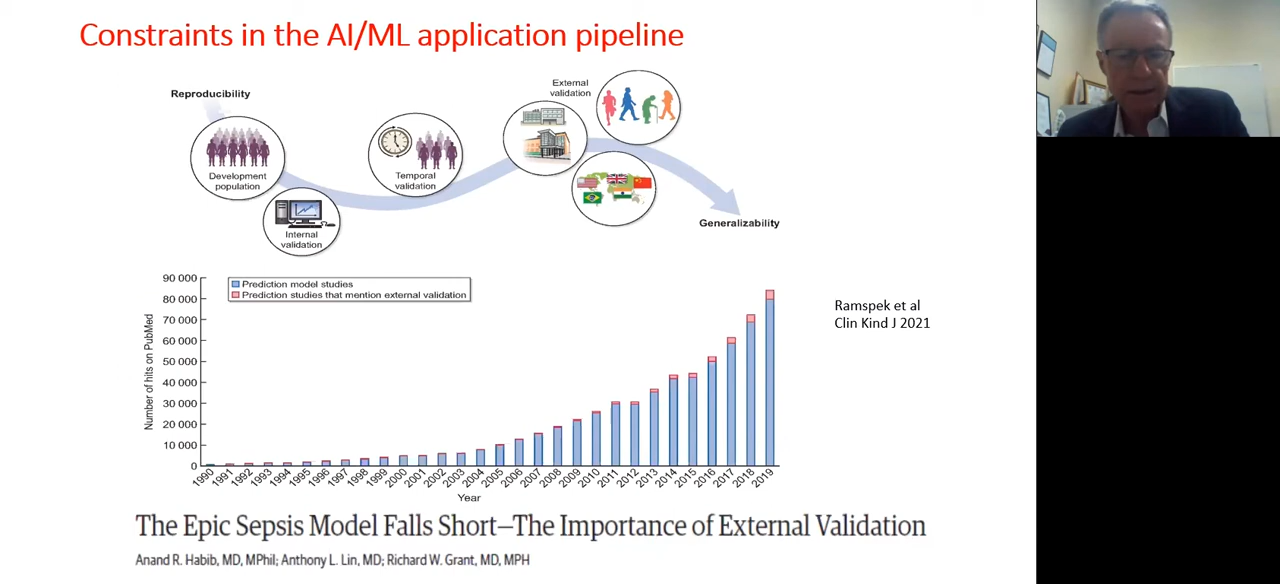 Constraints in the AI/ML application pipeline
Reproducibility
Development
population
Internal
validation
Temporal
validation
External
validation
Generalizability
90 000
80 000
70 000
60 000
50 000
40 000
30 000
20 000
10 000
0
Number of hits on PubMed
Prediction model studies
Prediction studies that mention external validation
1990
1991
1992
1993
1994
1995
1996
1997
1998
1999
2000
2001
2002
2003
2004
2005
2006
2007
2008
2009
2010
2011
2012
2013
2014
2015
2016
2017
2018
2019
Year
Ramspek et al
Clin Kind J 2021
The Epic Sepsis Model Falls Short—The Importance of External Validation
Anand R. Habib, MD, MPhil; Anthony L. Lin, MD; Richard W. Grant, MD, MPH